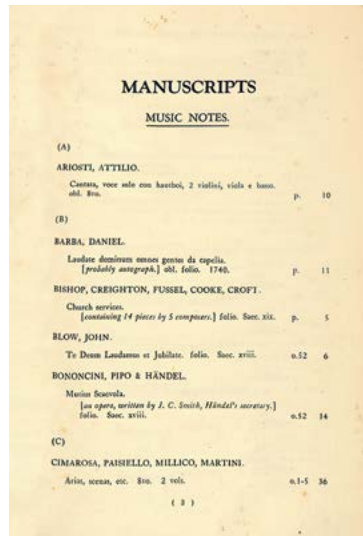 MANUSCRIPTS
MUSIC NOTES.
(A)
ARIOSTI, ATTILIO.
Cantata, voce solo con hautboi, 2 violini, viola e basso.
obl. 8vo. p. 10
(B)
BARBA, DANIEL.
Laudate dominum omnes gentes da capella.
[probably autograph.] obl. folio. 1740. p. 11
BISHOP, CREIGHTON, FUSSEL, COOKE, CROFT.
Church services.
[containing 14 pieces by 5 composers.] folio. Saec. xix. p. 5
BLOW, JOHN.
Te Deum Laudamus et Jubilate. folio. Saec. xviii. o.52 6
BONONCINI, PIPO & HÄNDEL.
Mutius Scaevola.
[an opera, written by J. C. Smith, Händel's secretary.]
folio. Saec. xviii. o.52 14
(C)
CIMAROSA, PAISIELLO, MILLICO, MARTINI.
Arias, scenas, etc. 8vo. 2 vols. o.1-5 36
( 3 )